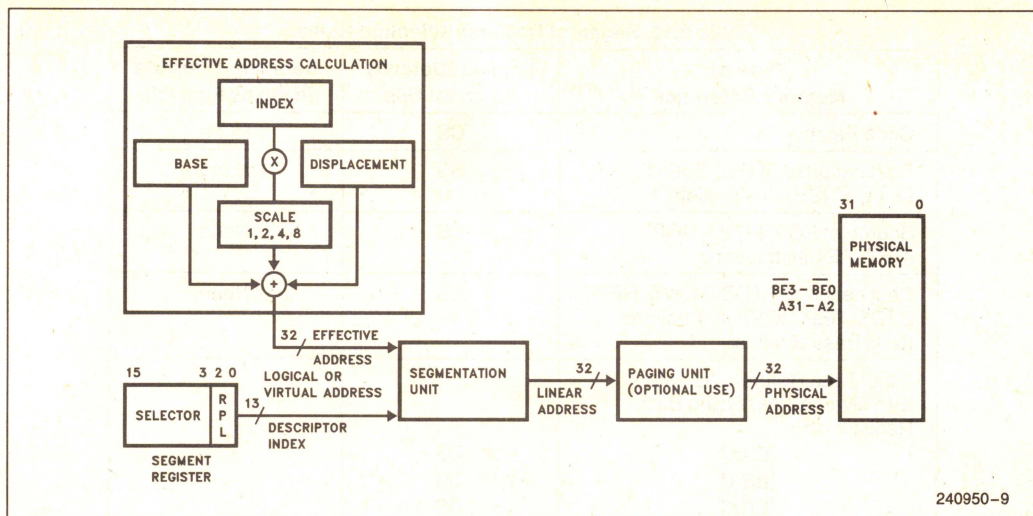 EFFECTIVE ADDRESS CALCULATION
INDEX
BASE
X
DISPLACEMENT
SCALE
1, 2, 4, 8
+
32
EFFECTIVE
ADDRESS
LOGICAL OR
VIRTUAL ADDRESS
15
3 2 0
SELECTOR
R
P
L
13
DESCRIPTOR
INDEX
SEGMENT
REGISTER
SEGMENTATION
UNIT
32
LINEAR
ADDRESS
PAGING UNIT
(OPTIONAL USE)
32
PHYSICAL
ADDRESS
31
0
PHYSICAL
MEMORY
B̅E̅3̅ – B̅E̅0̅
A31 – A2
240950–9